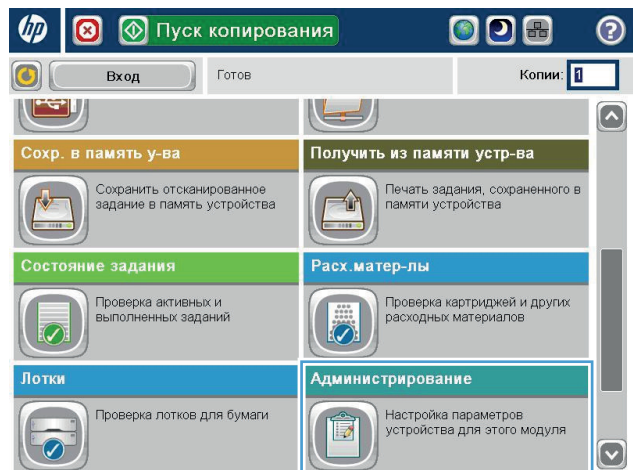 hp
Пуск копирования
?
Вход
Готов
Копии: 1
Сохр. в память у-ва
Получить из памяти устр-ва
Сохранить отсканированное
задание в память устройства
Печать задания, сохраненного в
памяти устройства
Состояние задания
Расх.матер-лы
Проверка активных и
выполненных заданий
Проверка картриджей и других
расходных материалов
Лотки
Администрирование
Проверка лотков для бумаги
Настройка параметров
устройства для этого модуля